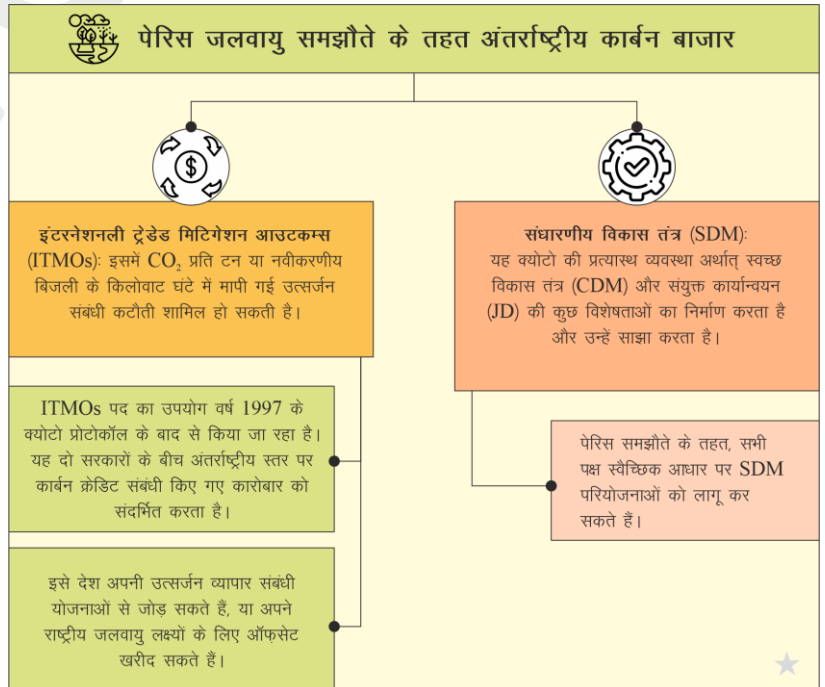 पेरिस जलवायु समझौते के तहत अंतर्राष्ट्रीय कार्बन बाजार
$
इंटरनेशनली ट्रेडेड मिटिगेशन आउटकम्स
(ITMOs): इसमें CO₂ प्रति टन या नवीकरणीय
बिजली के किलोवाट घंटे में मापी गई उत्सर्जन
संबंधी कटौती शामिल हो सकती है।
ITMOs पद का उपयोग वर्ष 1997 के
क्योटो प्रोटोकॉल के बाद से किया जा रहा है।
यह दो सरकारों के बीच अंतर्राष्ट्रीय स्तर पर
कार्बन क्रेडिट संबंधी किए गए कारोबार को
संदर्भित करता है।
इसे देश अपनी उत्सर्जन व्यापार संबंधी
योजनाओं से जोड़ सकते हैं, या अपने
राष्ट्रीय जलवायु लक्ष्यों के लिए ऑफ़सेट
खरीद सकते हैं।
संधारणीय विकास तंत्र (SDM):
यह क्योटो की प्रत्यास्थ व्यवस्था अर्थात् स्वच्छ
विकास तंत्र (CDM) और संयुक्त कार्यान्वयन
(JD) की कुछ विशेषताओं का निर्माण करता है
और उन्हें साझा करता है।
पेरिस समझौते के तहत, सभी
पक्ष स्वैच्छिक आधार पर SDM
परियोजनाओं को लागू कर
सकते हैं।